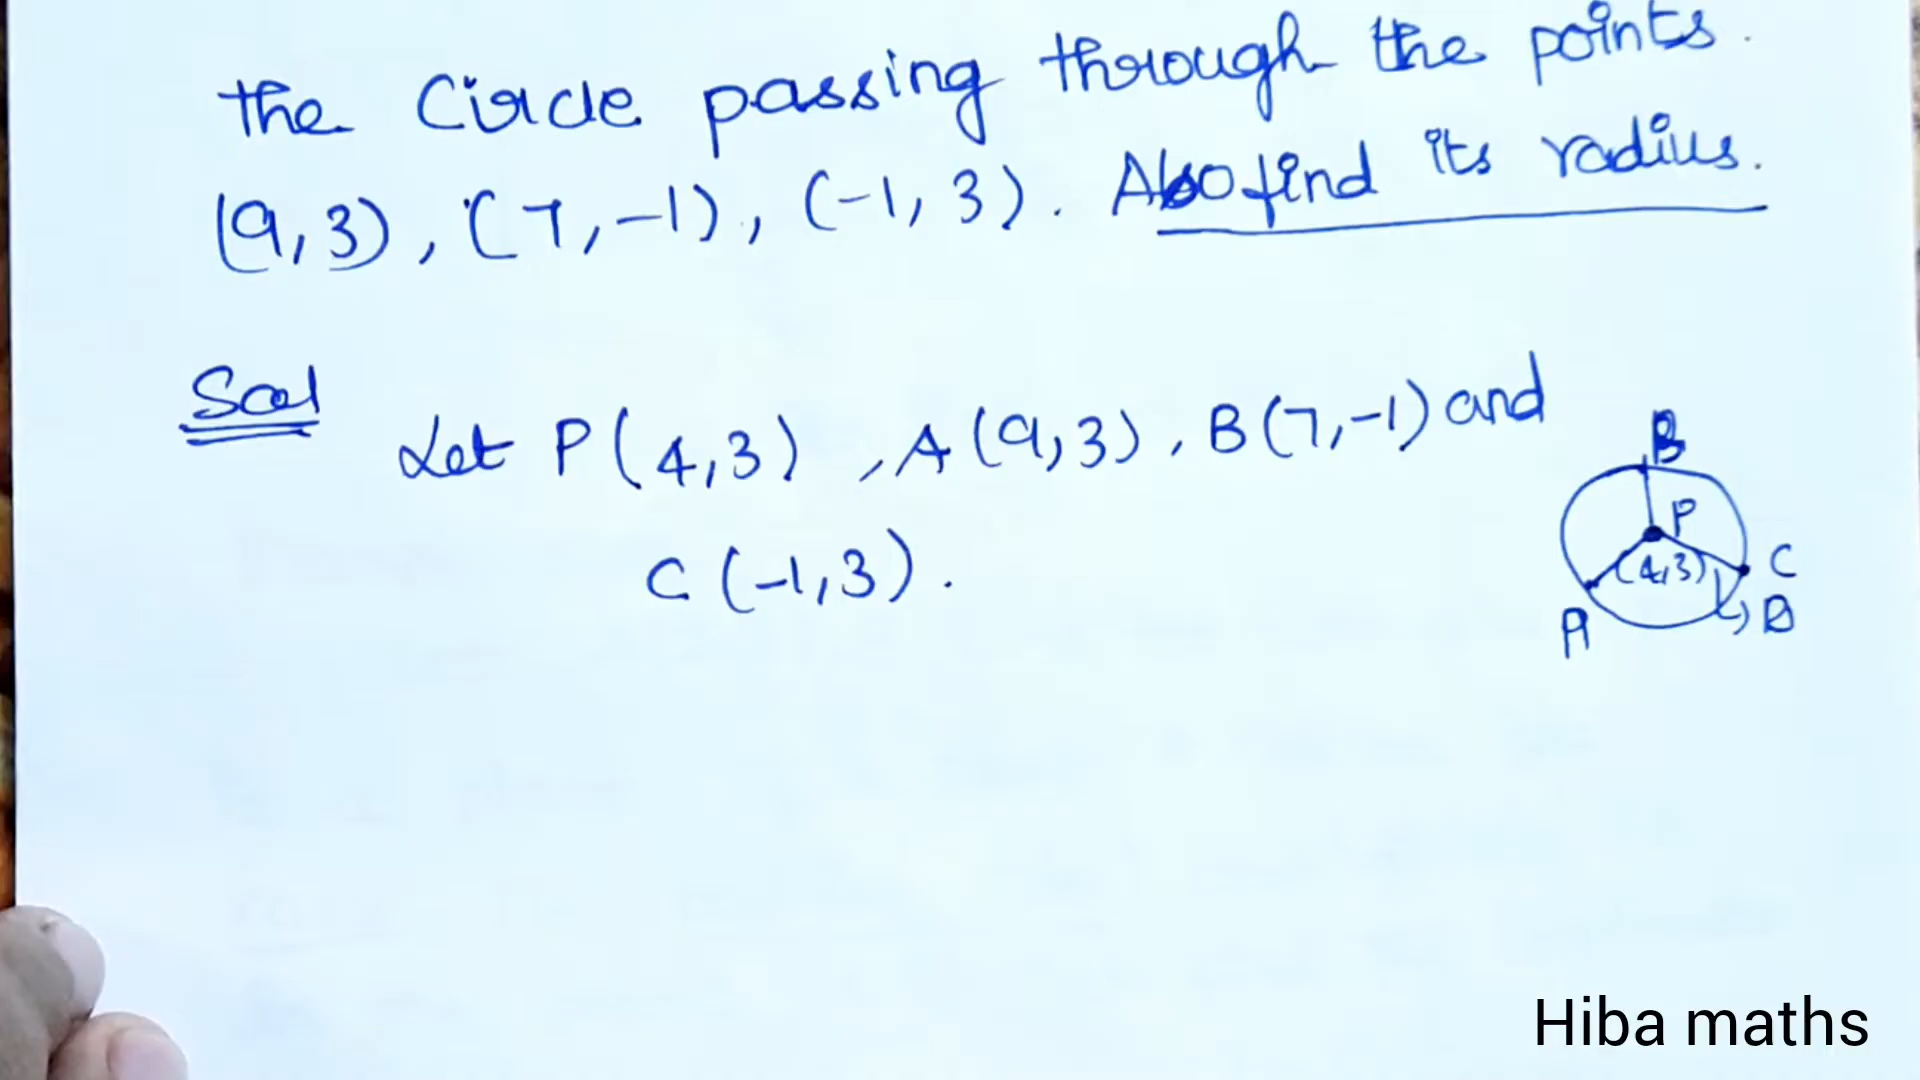 the Circle passing through the points.
(9,3), (7,-1), (-1,3). Also find its radius.
Sol
Let P(4,3), A(9,3), B(7,-1) and
C(-1,3).
B
P
(4,3)
C
A
Hiba maths